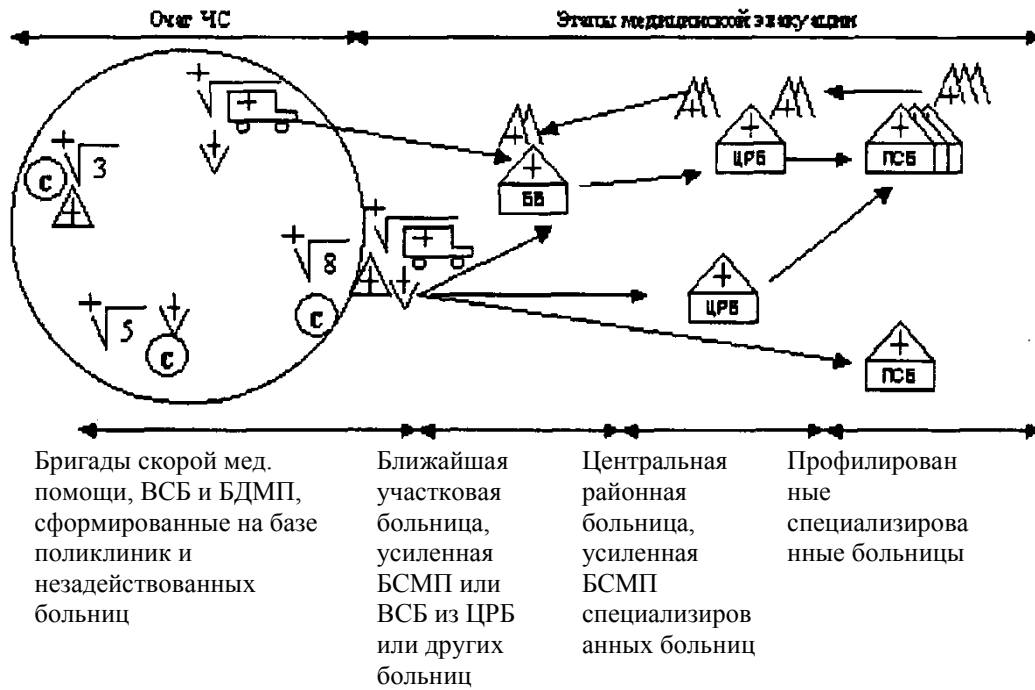 Очаг ЧС
Этапы медицинской эвакуации
3
С
8
С
5
С
ББ
ЦРБ
ПСБ
ЦРБ
ПСБ
Бригады скорой мед.
помощи, ВСБ и БДМП,
сформированные на базе
поликлиник и
незадействованных
больниц
Ближайшая
участковая
больница,
усиленная
БСМП или
ВСБ из ЦРБ
или других
больниц
Центральная
районная
больница,
усиленная
БСМП
специализиров
анных больниц
Профилирован
ные
специализирова
нные больницы